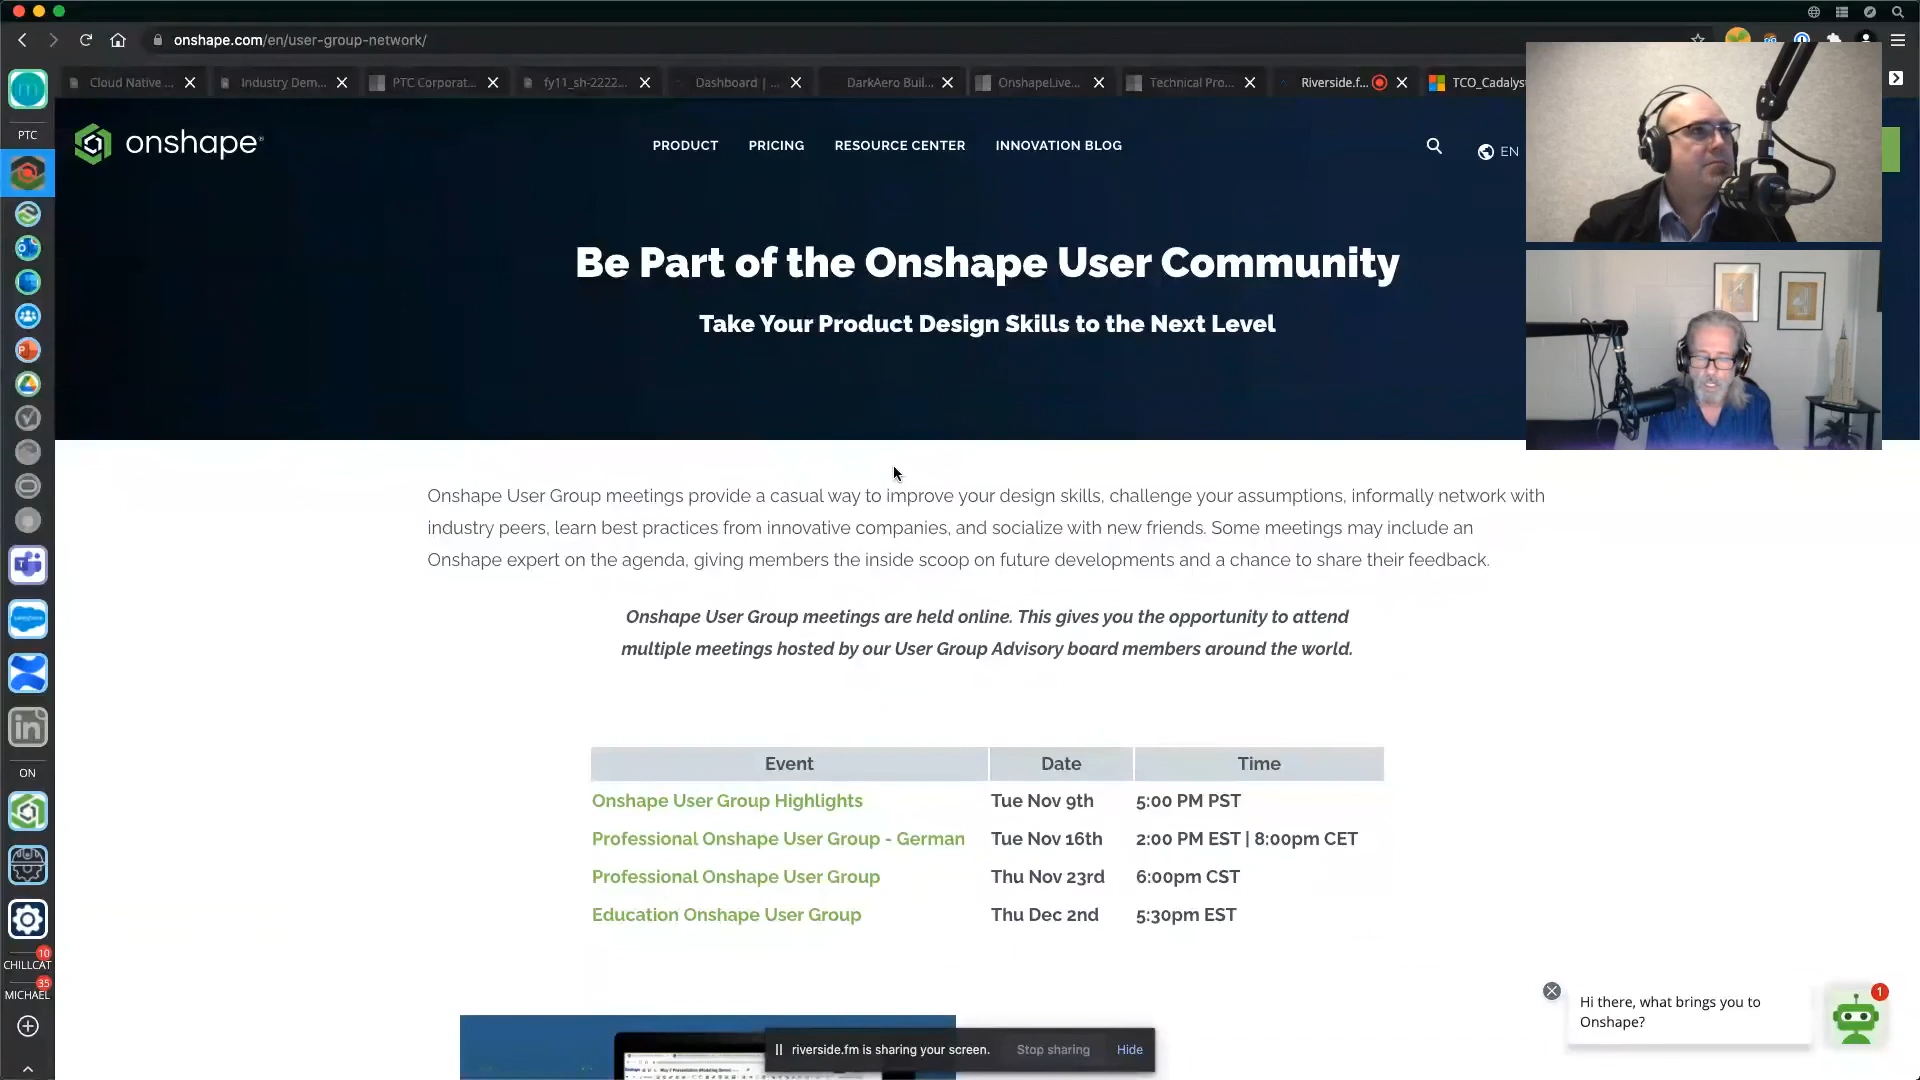 onshape.com/en/user-group-network/
Cloud Native ...
Industry Dem...
PTC Corporat...
fy11_sh-2222...
Dashboard | ...
DarkAero Buil...
OnshapeLive...
Technical Pro...
Riverside.f...
TCO_Cadalys
PTC
onshape
PRODUCT
PRICING
RESOURCE CENTER
INNOVATION BLOG
EN
Be Part of the Onshape User Community
Take Your Product Design Skills to the Next Level
Onshape User Group meetings provide a casual way to improve your design skills, challenge your assumptions, informally network with
industry peers, learn best practices from innovative companies, and socialize with new friends. Some meetings may include an
Onshape expert on the agenda, giving members the inside scoop on future developments and a chance to share their feedback.
Onshape User Group meetings are held online. This gives you the opportunity to attend
multiple meetings hosted by our User Group Advisory board members around the world.
Event Date Time
Onshape User Group Highlights Tue Nov 9th 5:00 PM PST
Professional Onshape User Group - German Tue Nov 16th 2:00 PM EST | 8:00pm CET
Professional Onshape User Group Thu Nov 23rd 6:00pm CST
Education Onshape User Group Thu Dec 2nd 5:30pm EST
ON
10
CHILLCAT
35
MICHAEL
Hi there, what brings you to
Onshape?
1
riverside.fm is sharing your screen. Stop sharing Hide